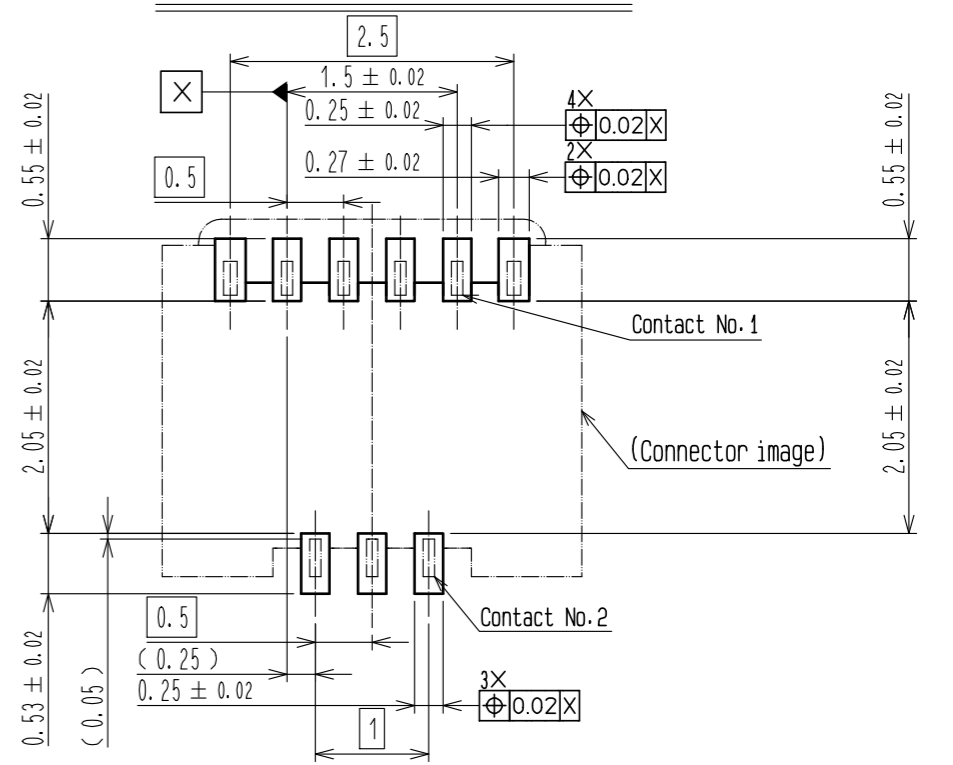 2.5
X
1.5 ± 0.02
0.25 ± 0.02
4X
⌖ 0.02 X
0.27 ± 0.02
2X
⌖ 0.02 X
0.5
0.55 ± 0.02
0.55 ± 0.02
Contact No.1
2.05 ± 0.02
2.05 ± 0.02
(Connector image)
Contact No.2
0.5
(0.25)
0.25 ± 0.02
3X
⌖ 0.02 X
0.53 ± 0.02
(0.05)
1